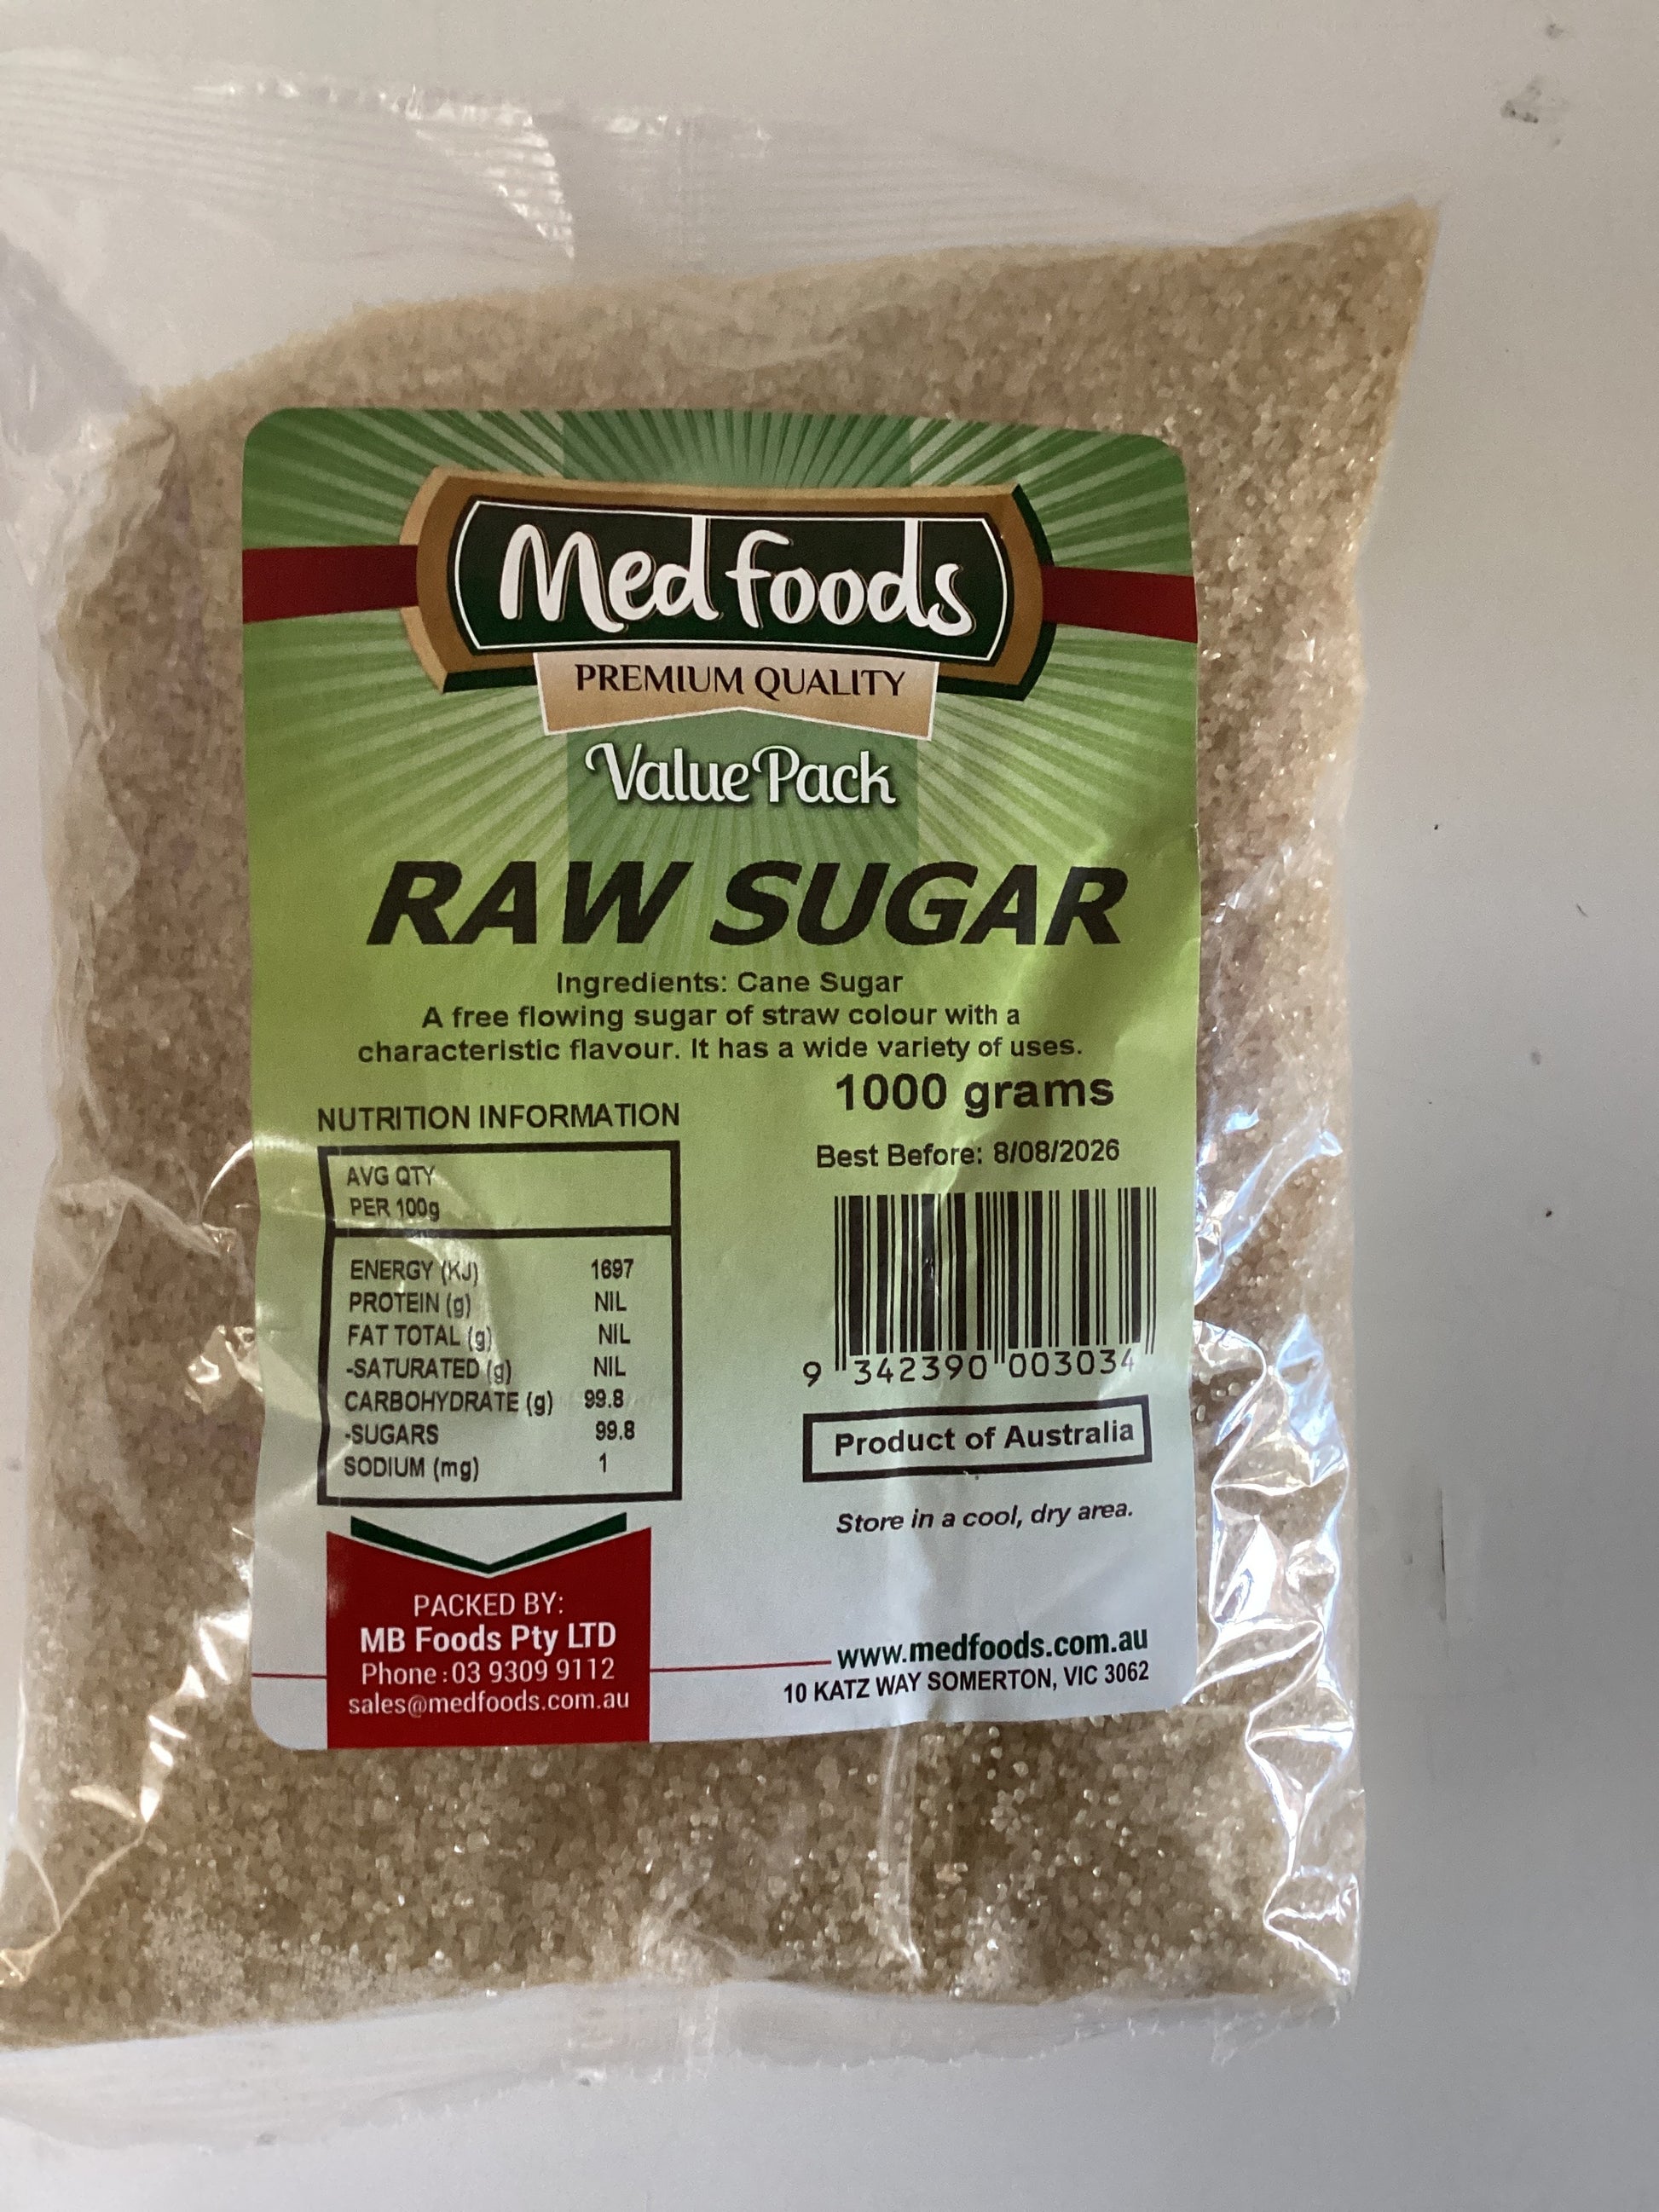 Med foods
PREMIUM QUALITY
Value Pack
RAW SUGAR
Ingredients: Cane Sugar
A free flowing sugar of straw colour with a
characteristic flavour. It has a wide variety of uses.
1000 grams
NUTRITION INFORMATION
AVG QTY
PER 100g
ENERGY (KJ) 1697
PROTEIN (g) NIL
FAT TOTAL (g) NIL
-SATURATED (g) NIL
CARBOHYDRATE (g) 99.8
-SUGARS 99.8
SODIUM (mg) 1
Best Before: 8/08/2026
9 342390 003034
Product of Australia
Store in a cool, dry area.
PACKED BY:
MB Foods Pty LTD
Phone : 03 9309 9112
sales@medfoods.com.au
www.medfoods.com.au
10 KATZ WAY SOMERTON, VIC 3062